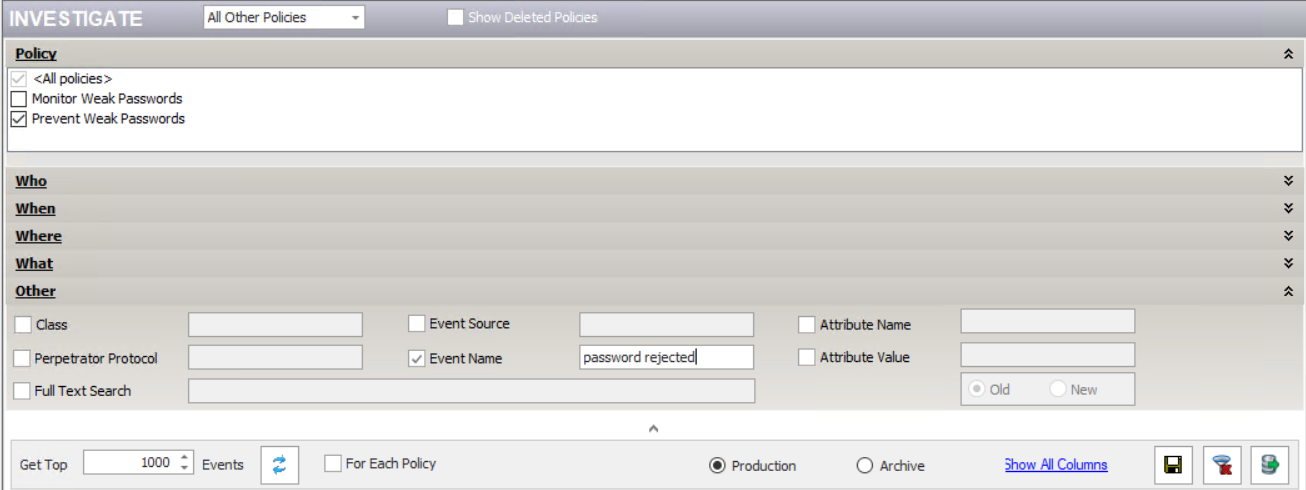 INVESTIGATE All Other Policies Show Deleted Policies
Policy
<All policies>
Monitor Weak Passwords
Prevent Weak Passwords
Who
When
Where
What
Other
Class Event Source Attribute Name
Perpetrator Protocol Event Name password rejected Attribute Value
Full Text Search Old New
Get Top 1000 Events For Each Policy Production Archive Show All Columns